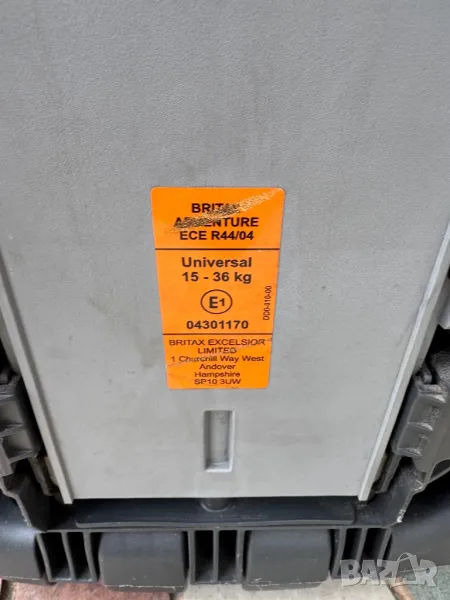 BRITAX
ADVENTURE
ECE R44/04
Universal
15 - 36 kg
E1
04301170
BRITAX EXCELSIOR
LIMITED
1 Churchill Way West
Andover
Hampshire
SP10 3UW
BAZAR